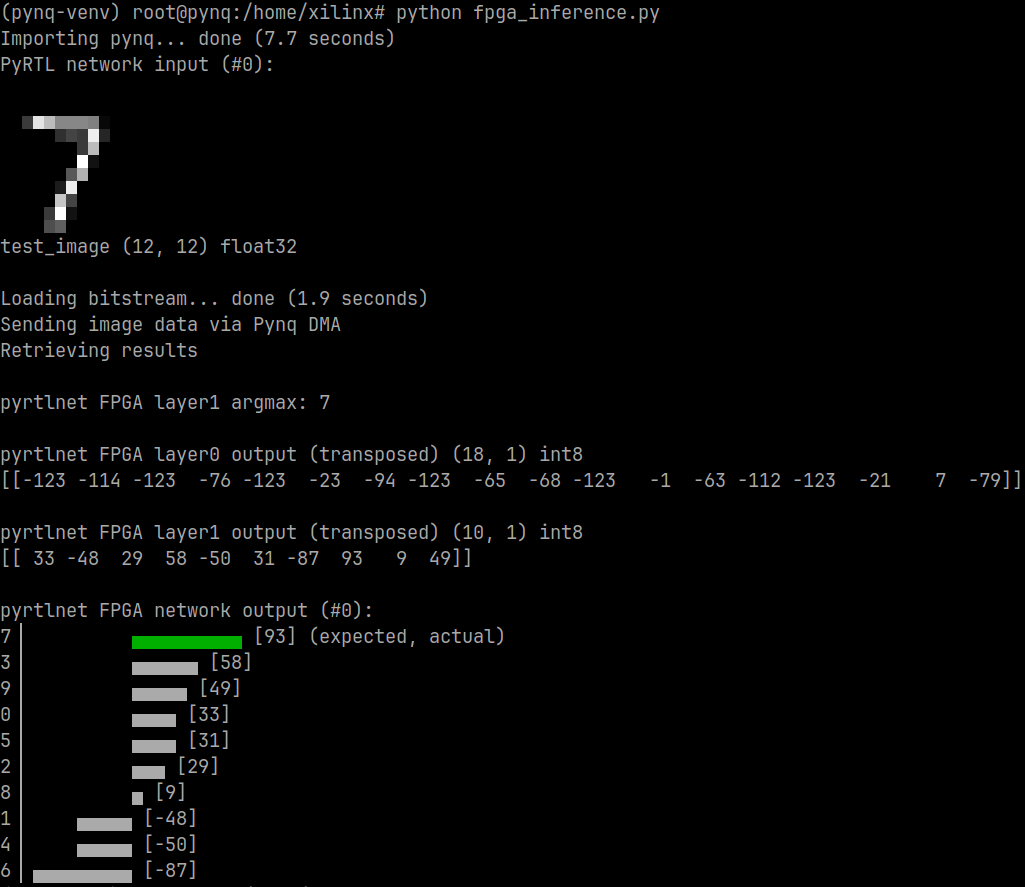 (pynq-venv) root@pynq:/home/xilinx# python fpga_inference.py
Importing pynq... done (7.7 seconds)
PyRTL network input (#0):
test_image (12, 12) float32
Loading bitstream... done (1.9 seconds)
Sending image data via Pynq DMA
Retrieving results
pyrtlnet FPGA layer1 argmax: 7
pyrtlnet FPGA layer0 output (transposed) (18, 1) int8
[[-123 -114 -123  -76 -123  -23  -94 -123  -65  -68 -123   -1  -63 -112 -123  -21    7  -79]]
pyrtlnet FPGA layer1 output (transposed) (10, 1) int8
[[ 33 -48  29  58 -50  31 -87  93   9  49]]
pyrtlnet FPGA network output (#0):
7 [93] (expected, actual)
3 [58]
9 [49]
0 [33]
5 [31]
2 [29]
8 [9]
1 [-48]
4 [-50]
6 [-87]